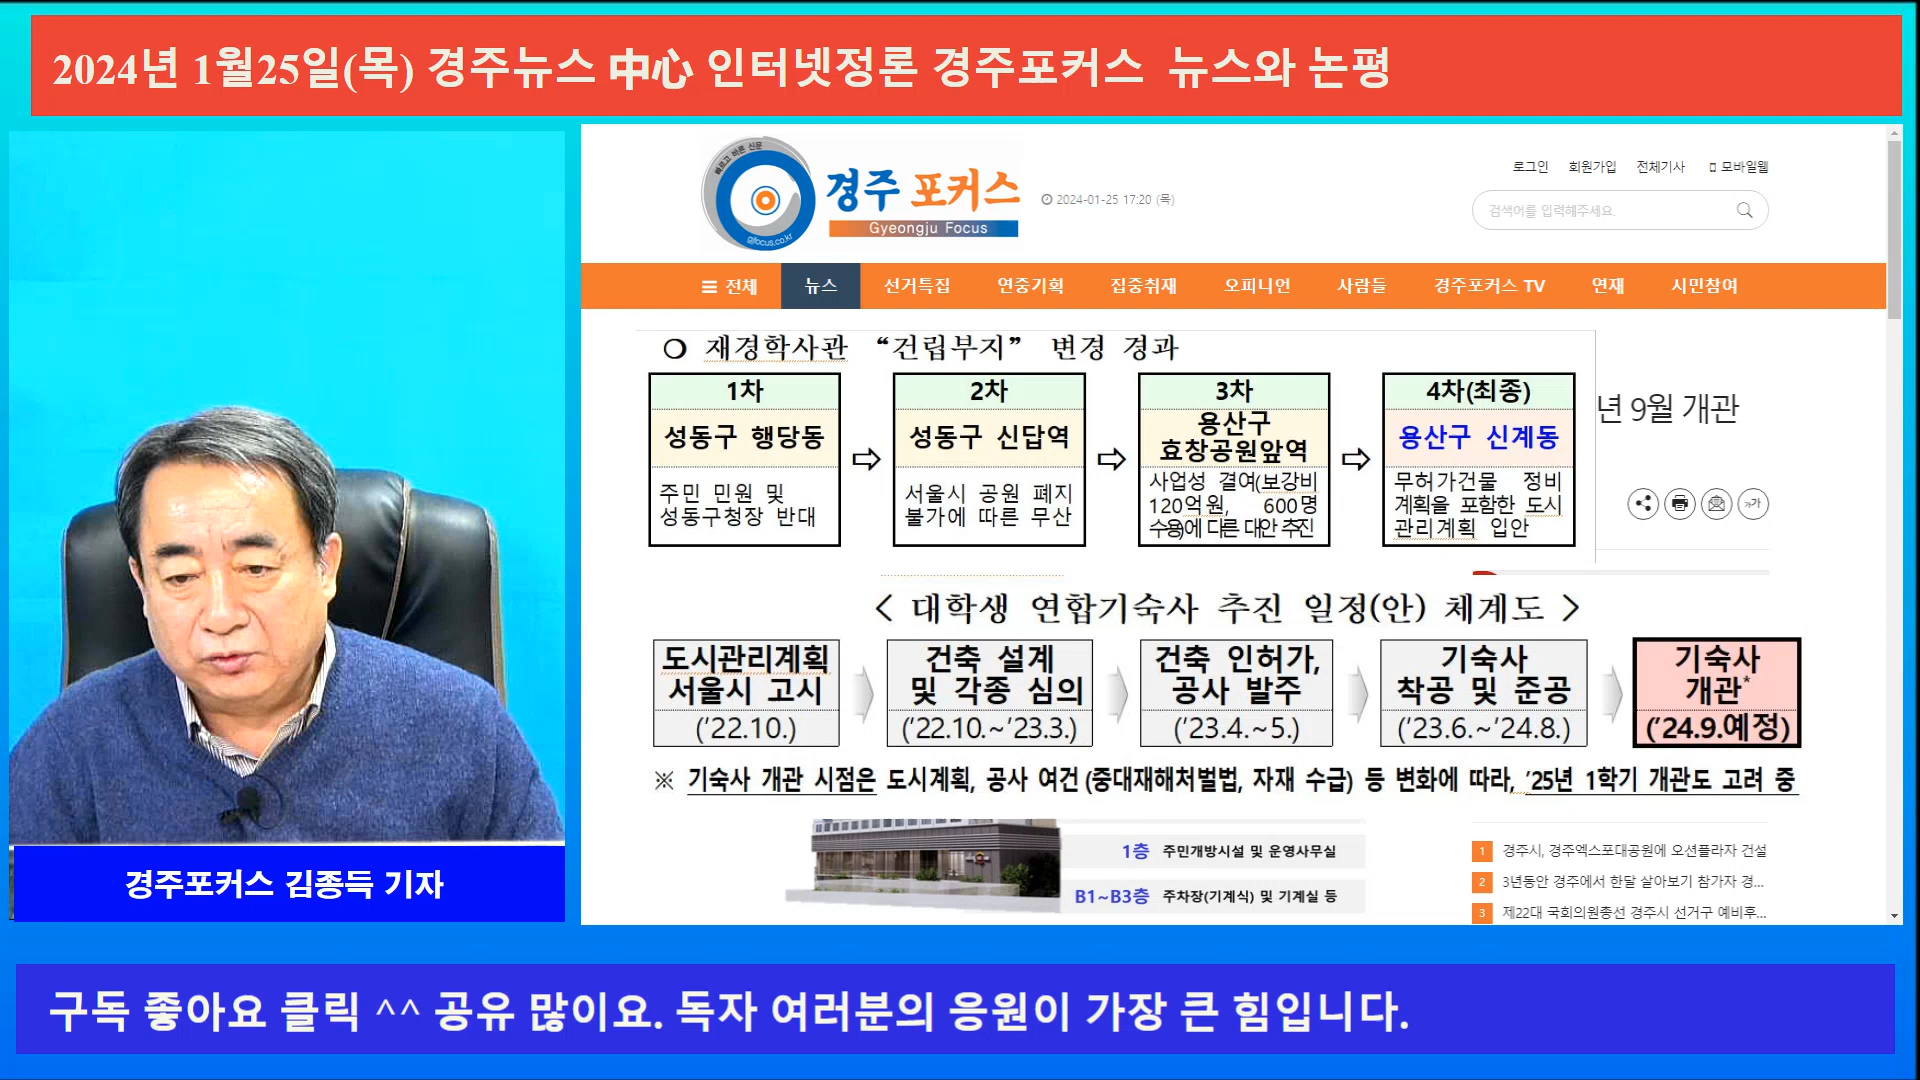 2024년 1월25일(목) 경주뉴스 中心 인터넷정론 경주포커스 뉴스와 논평
빠르고 바른 신문
gjfocus.co.kr
경주 포커스
Gyeongju Focus
2024-01-25 17:20 (목)
로그인 회원가입 전체기사 모바일웹
검색어를 입력해주세요.
전체 뉴스 선거특집 연중기획 집중취재 오피니언 사람들 경주포커스 TV 연재 시민참여
❍ 재경학사관 “건립부지” 변경 경과
1차
성동구 행당동
주민 민원 및
성동구청장 반대
2차
성동구 신답역
서울시 공원 폐지
불가에 따른 무산
3차
용산구
효창공원앞역
사업성 결여(보강비
120억원, 600명
수용)에 다른 대안 추진
4차(최종)
용산구 신계동
무허가건물 정비
계획을 포함한 도시
관리계획 입안
년 9월 개관
가가
< 대학생 연합기숙사 추진 일정(안) 체계도 >
도시관리계획
서울시 고시
(’22.10.)
건축 설계
및 각종 심의
(’22.10.~’23.3.)
건축 인허가,
공사 발주
(’23.4.~5.)
기숙사
착공 및 준공
(’23.6.~’24.8.)
기숙사
개관*
(’24.9.예정)
※ 기숙사 개관 시점은 도시계획, 공사 여건(중대재해처벌법, 자재 수급) 등 변화에 따라, ’25년 1학기 개관도 고려 중
1층 주민개방시설 및 운영사무실
B1~B3층 주차장(기계식) 및 기계실 등
1 경주시, 경주엑스포대공원에 오션플라자 건설
2 3년동안 경주에서 한달 살아보기 참가자 경...
3 제22대 국회의원총선 경주시 선거구 예비후...
경주포커스 김종득 기자
구독 좋아요 클릭 ^^ 공유 많이요. 독자 여러분의 응원이 가장 큰 힘입니다.